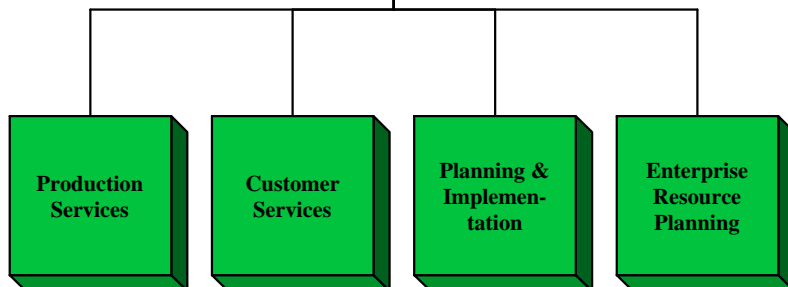 Production
Services
Customer
Services
Planning &
Implemen-
tation
Enterprise
Resource
Planning